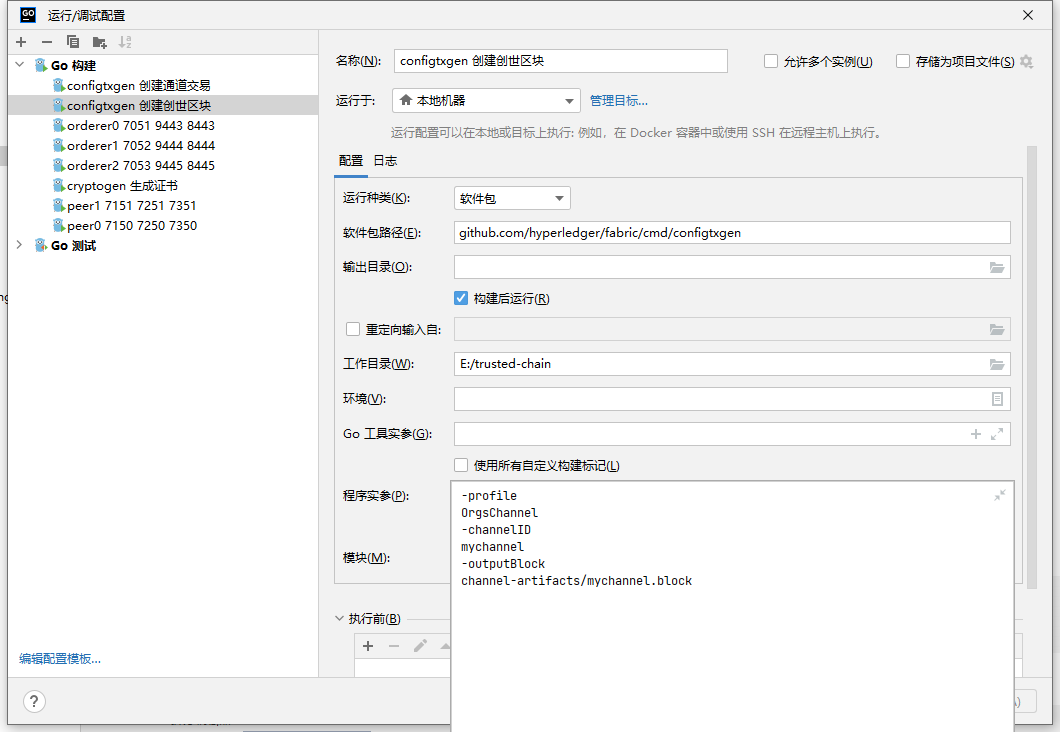 GO 运行/调试配置
Go 构建
configtxgen 创建通道交易
configtxgen 创建创世区块
orderer0 7051 9443 8443
orderer1 7052 9444 8444
orderer2 7053 9445 8445
cryptogen 生成证书
peer1 7151 7251 7351
peer0 7150 7250 7350
Go 测试
编辑配置模板...
?
名称(N): configtxgen 创建创世区块 允许多个实例(U) 存储为项目文件(S)
运行于: 本地机器 管理目标...
运行配置可以在本地或目标上执行: 例如，在 Docker 容器中或使用 SSH 在远程主机上执行。
配置 日志
运行种类(K): 软件包
软件包路径(E): github.com/hyperledger/fabric/cmd/configtxgen
输出目录(O):
构建后运行(R)
重定向输入自:
工作目录(W): E:/trusted-chain
环境(V):
Go 工具实参(G):
使用所有自定义构建标记(L)
程序实参(P):
-profile
OrgsChannel
-channelID
mychannel
-outputBlock
channel-artifacts/mychannel.block
模块(M):
执行前(B)